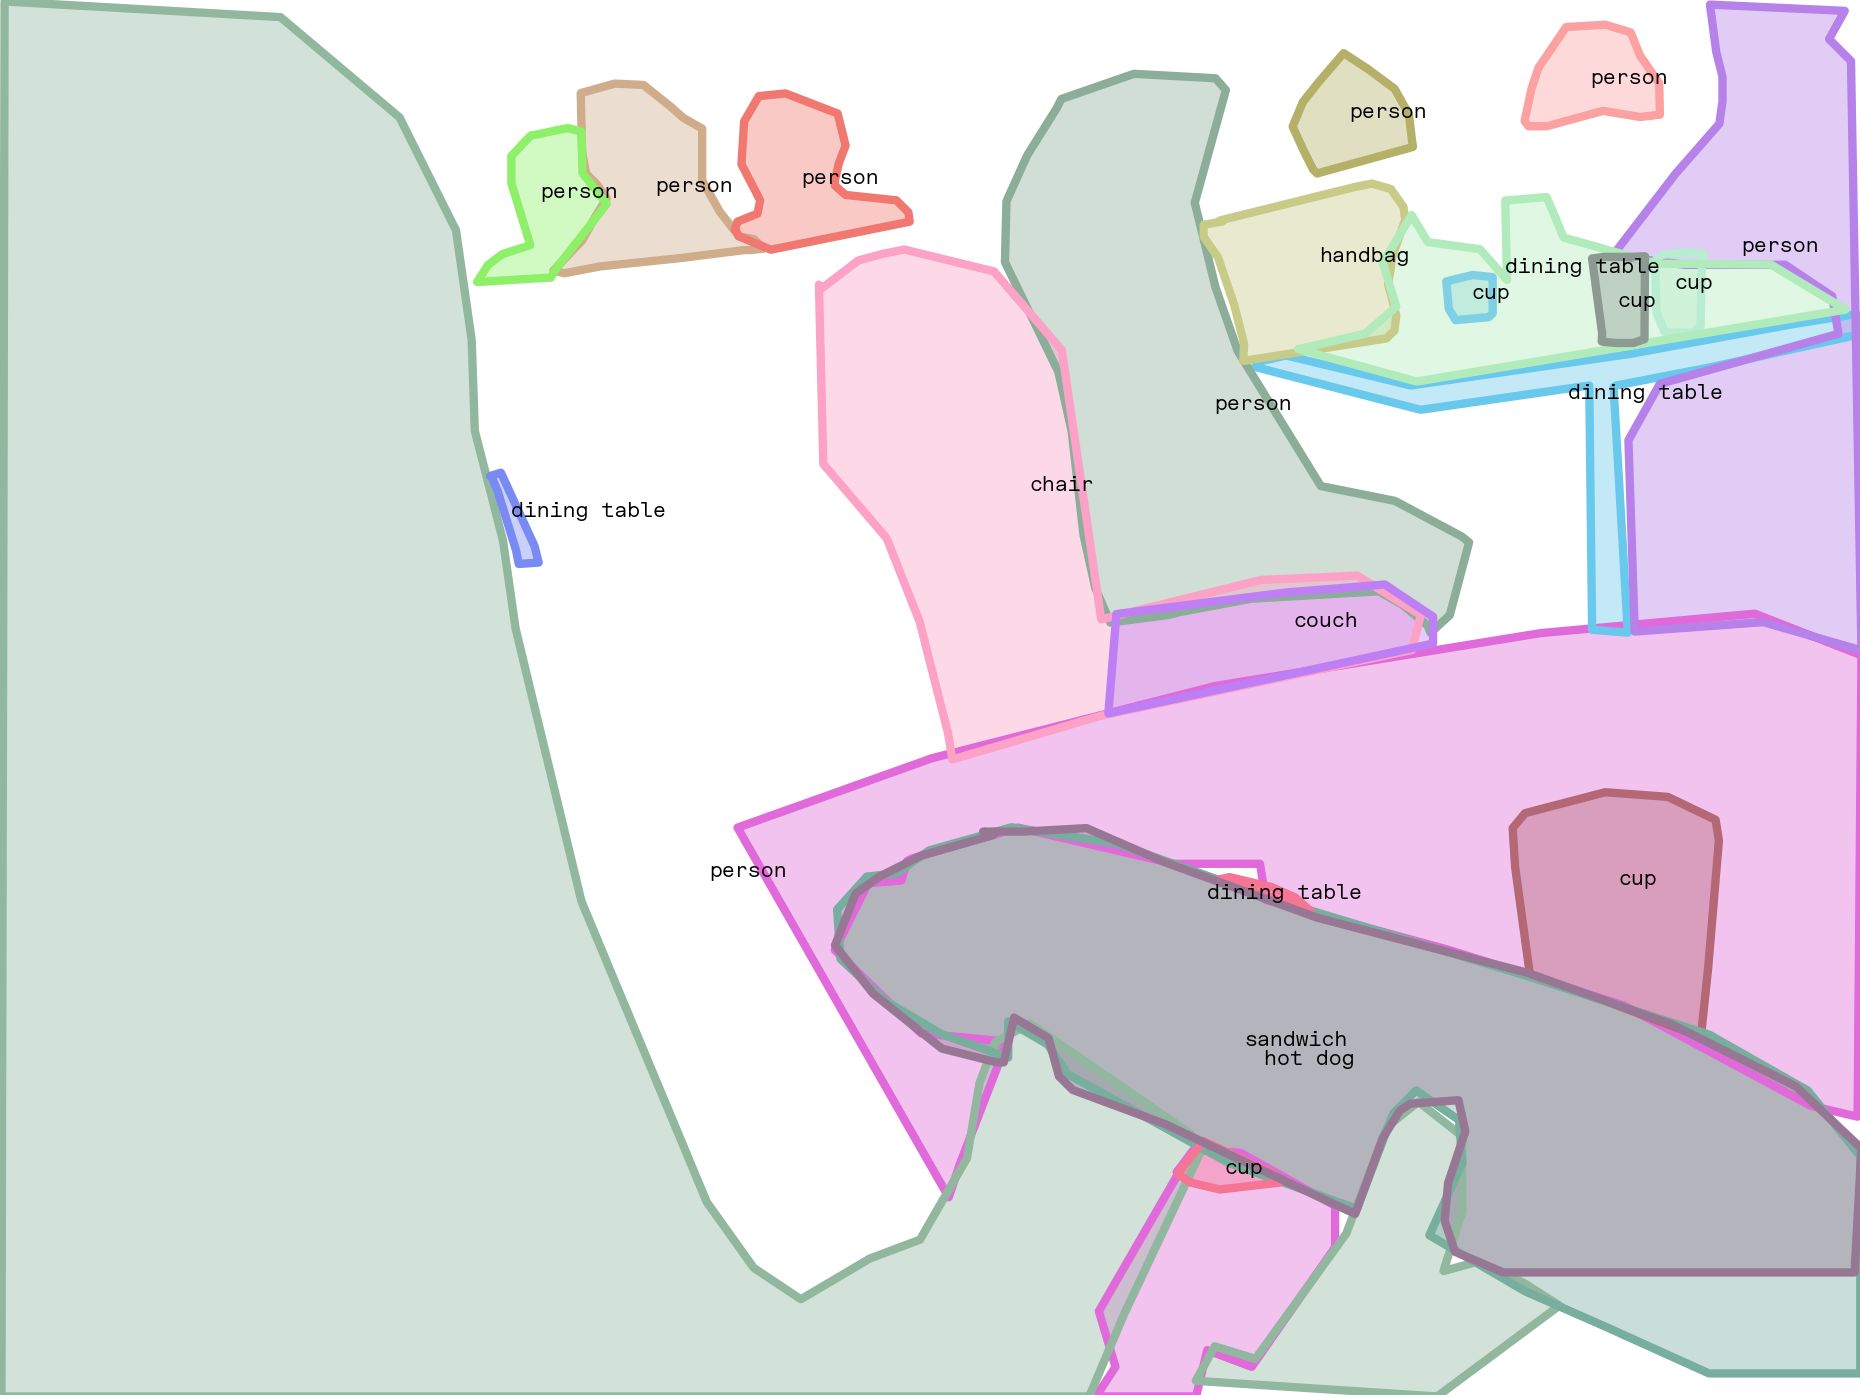 person
person
person
person
person
person
handbag
dining table
cup
cup
cup
dining table
person
chair
dining table
couch
person
cup
dining table
sandwich
hot dog
cup